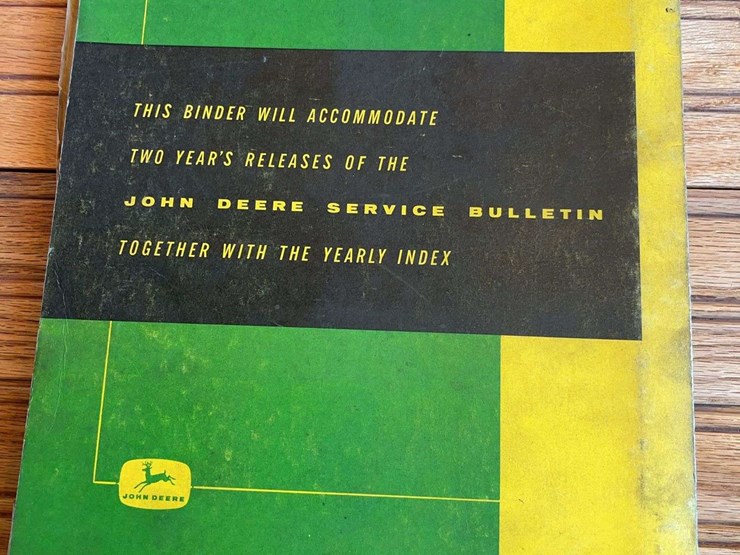 THIS BINDER WILL ACCOMMODATE
TWO YEAR'S RELEASES OF THE
JOHN DEERE SERVICE BULLETIN
TOGETHER WITH THE YEARLY INDEX
JOHN DEERE